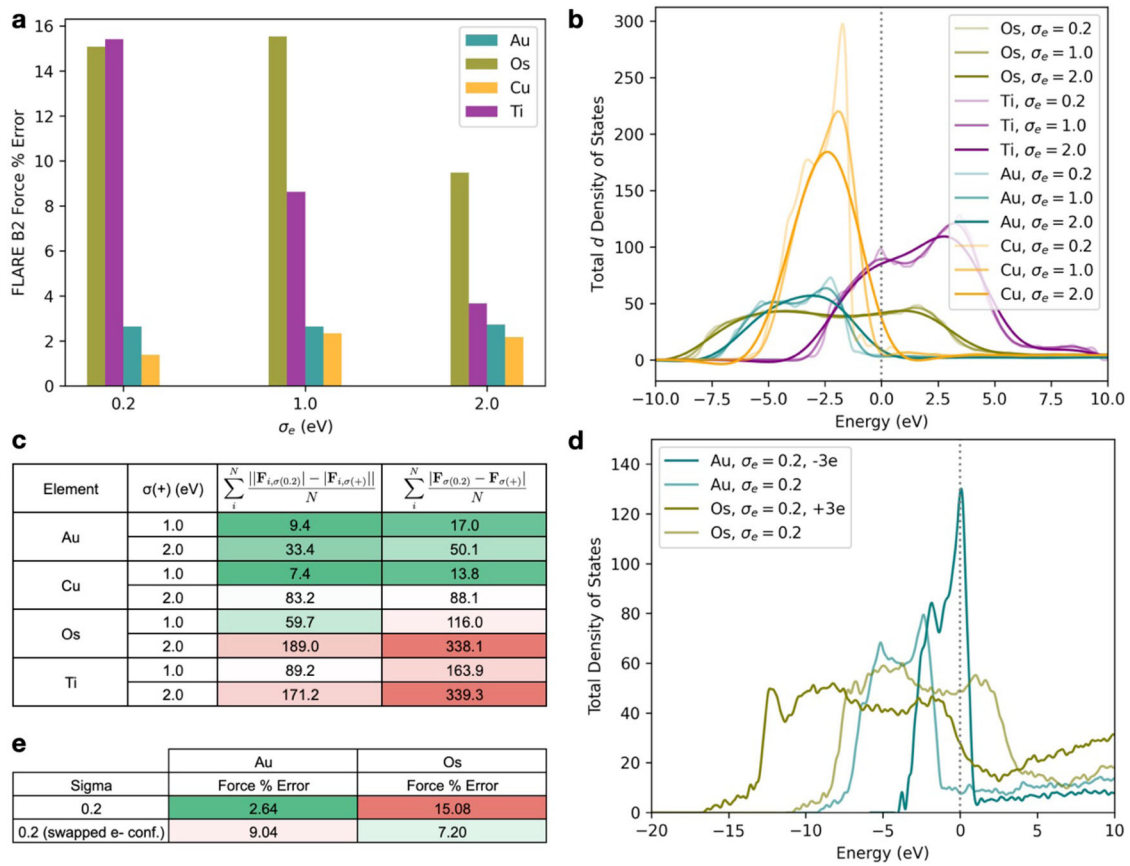 a
16
14
12
10
8
6
4
2
0
FLARE B2 Force % Error
Au
Os
Cu
Ti
0.2
1.0
2.0
σₑ (eV)
b
300
250
200
150
100
50
0
Total d Density of States
Os, σₑ = 0.2
Os, σₑ = 1.0
Os, σₑ = 2.0
Ti, σₑ = 0.2
Ti, σₑ = 1.0
Ti, σₑ = 2.0
Au, σₑ = 0.2
Au, σₑ = 1.0
Au, σₑ = 2.0
Cu, σₑ = 0.2
Cu, σₑ = 1.0
Cu, σₑ = 2.0
−10.0 −7.5 −5.0 −2.5 0.0 2.5 5.0 7.5 10.0
Energy (eV)
c
Element σ(+) (eV) ∑ᵢᴺ ||F_{i,σ(0.2)}| − |F_{i,σ(+)}|| / N ∑ᵢᴺ |F_{σ(0.2)} − F_{σ(+)}| / N
Au 1.0 9.4 17.0
2.0 33.4 50.1
Cu 1.0 7.4 13.8
2.0 83.2 88.1
Os 1.0 59.7 116.0
2.0 189.0 338.1
Ti 1.0 89.2 163.9
2.0 171.2 339.3
d
140
120
100
80
60
40
20
0
Total Density of States
Au, σₑ = 0.2, -3e
Au, σₑ = 0.2
Os, σₑ = 0.2, +3e
Os, σₑ = 0.2
−20 −15 −10 −5 0 5 10
Energy (eV)
e
Au Os
Sigma Force % Error Force % Error
0.2 2.64 15.08
0.2 (swapped e- conf.) 9.04 7.20